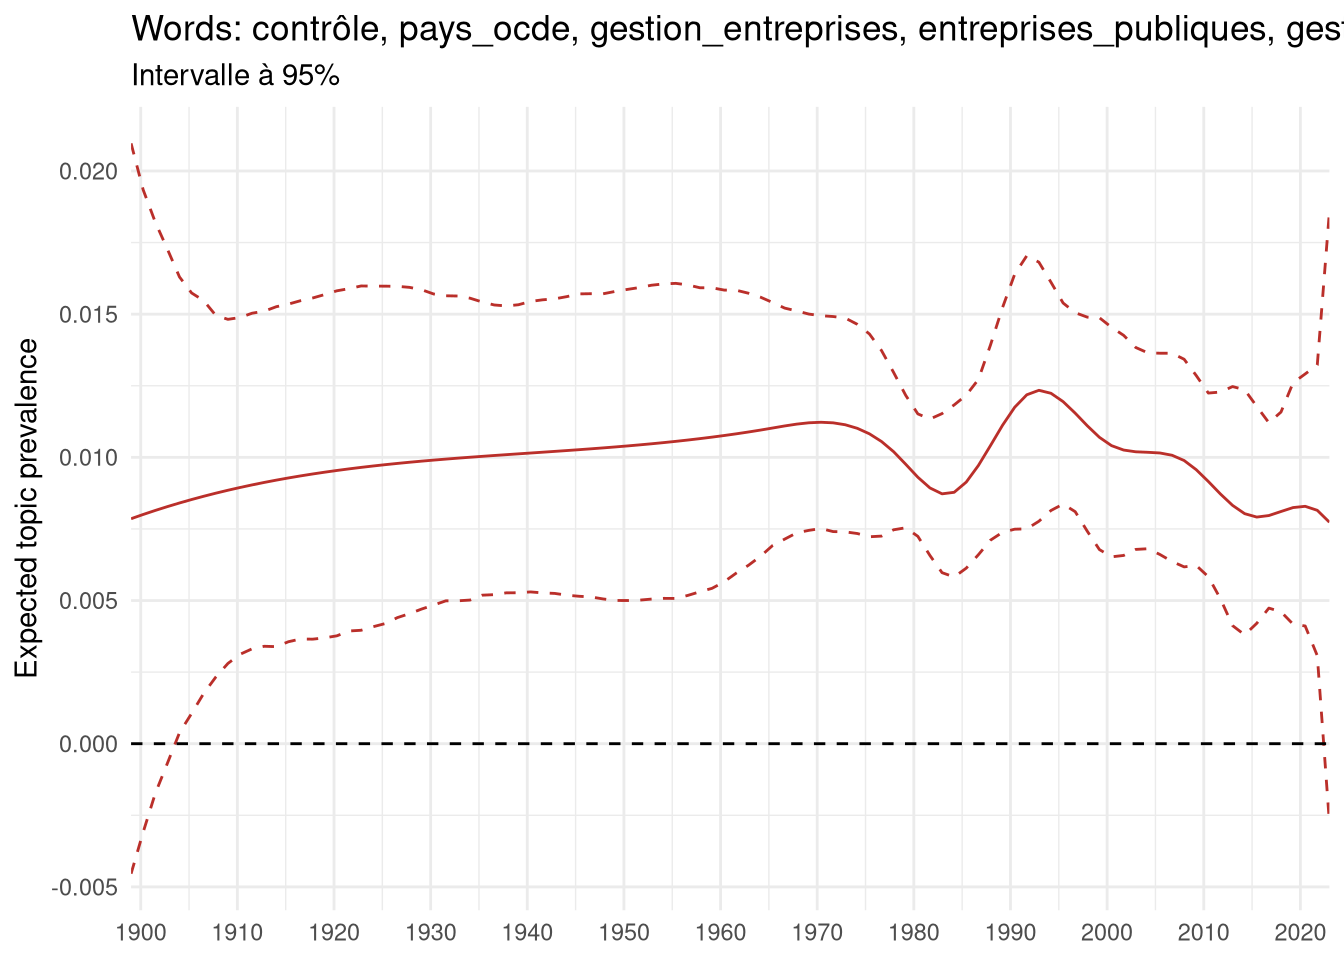 Words: contrôle, pays_ocde, gestion_entreprises, entreprises_publiques, ges
Intervalle à 95%
Expected topic prevalence
0.020
0.015
0.010
0.005
0.000
-0.005
1900 1910 1920 1930 1940 1950 1960 1970 1980 1990 2000 2010 2020